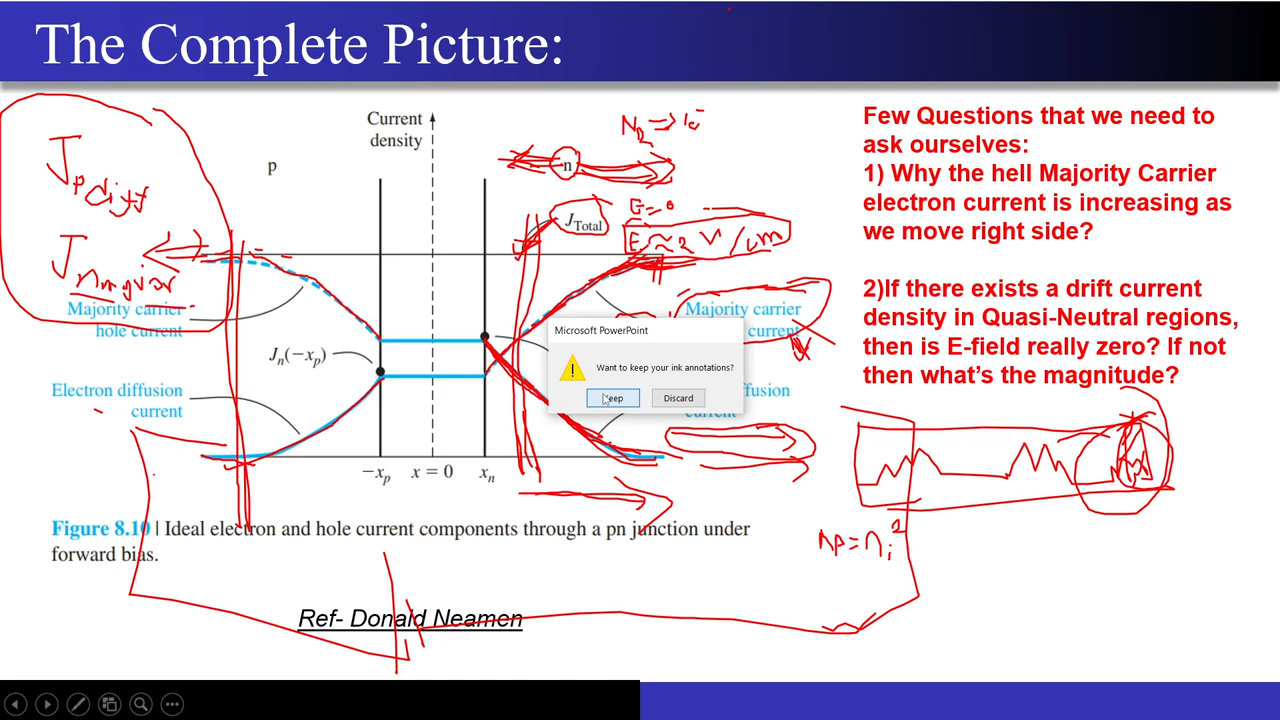 The Complete Picture:
Few Questions that we need to
ask ourselves:
1) Why the hell Majority Carrier
electron current is increasing as
we move right side?
2)If there exists a drift current
density in Quasi-Neutral regions,
then is E-field really zero? If not
then what's the magnitude?
Current
density
p
n
J_Total
E=0
E ≈ 2 V/cm
J_p diff
Majority carrier
hole current
Majority carrier
current
J_n(−x_p)
Electron diffusion
current
−x_p
x = 0
x_n
Microsoft PowerPoint
Want to keep your ink annotations?
Keep
Discard
np = n_i^2
Figure 8.10 | Ideal electron and hole current components through a pn junction under
forward bias.
Ref- Donald Neamen